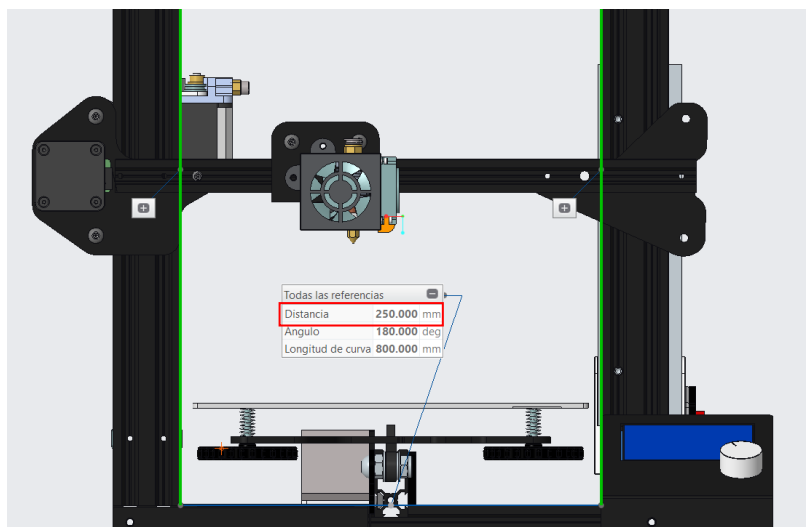 Todas las referencias
Distancia 250.000 mm
Ángulo 180.000 deg
Longitud de curva 800.000 mm